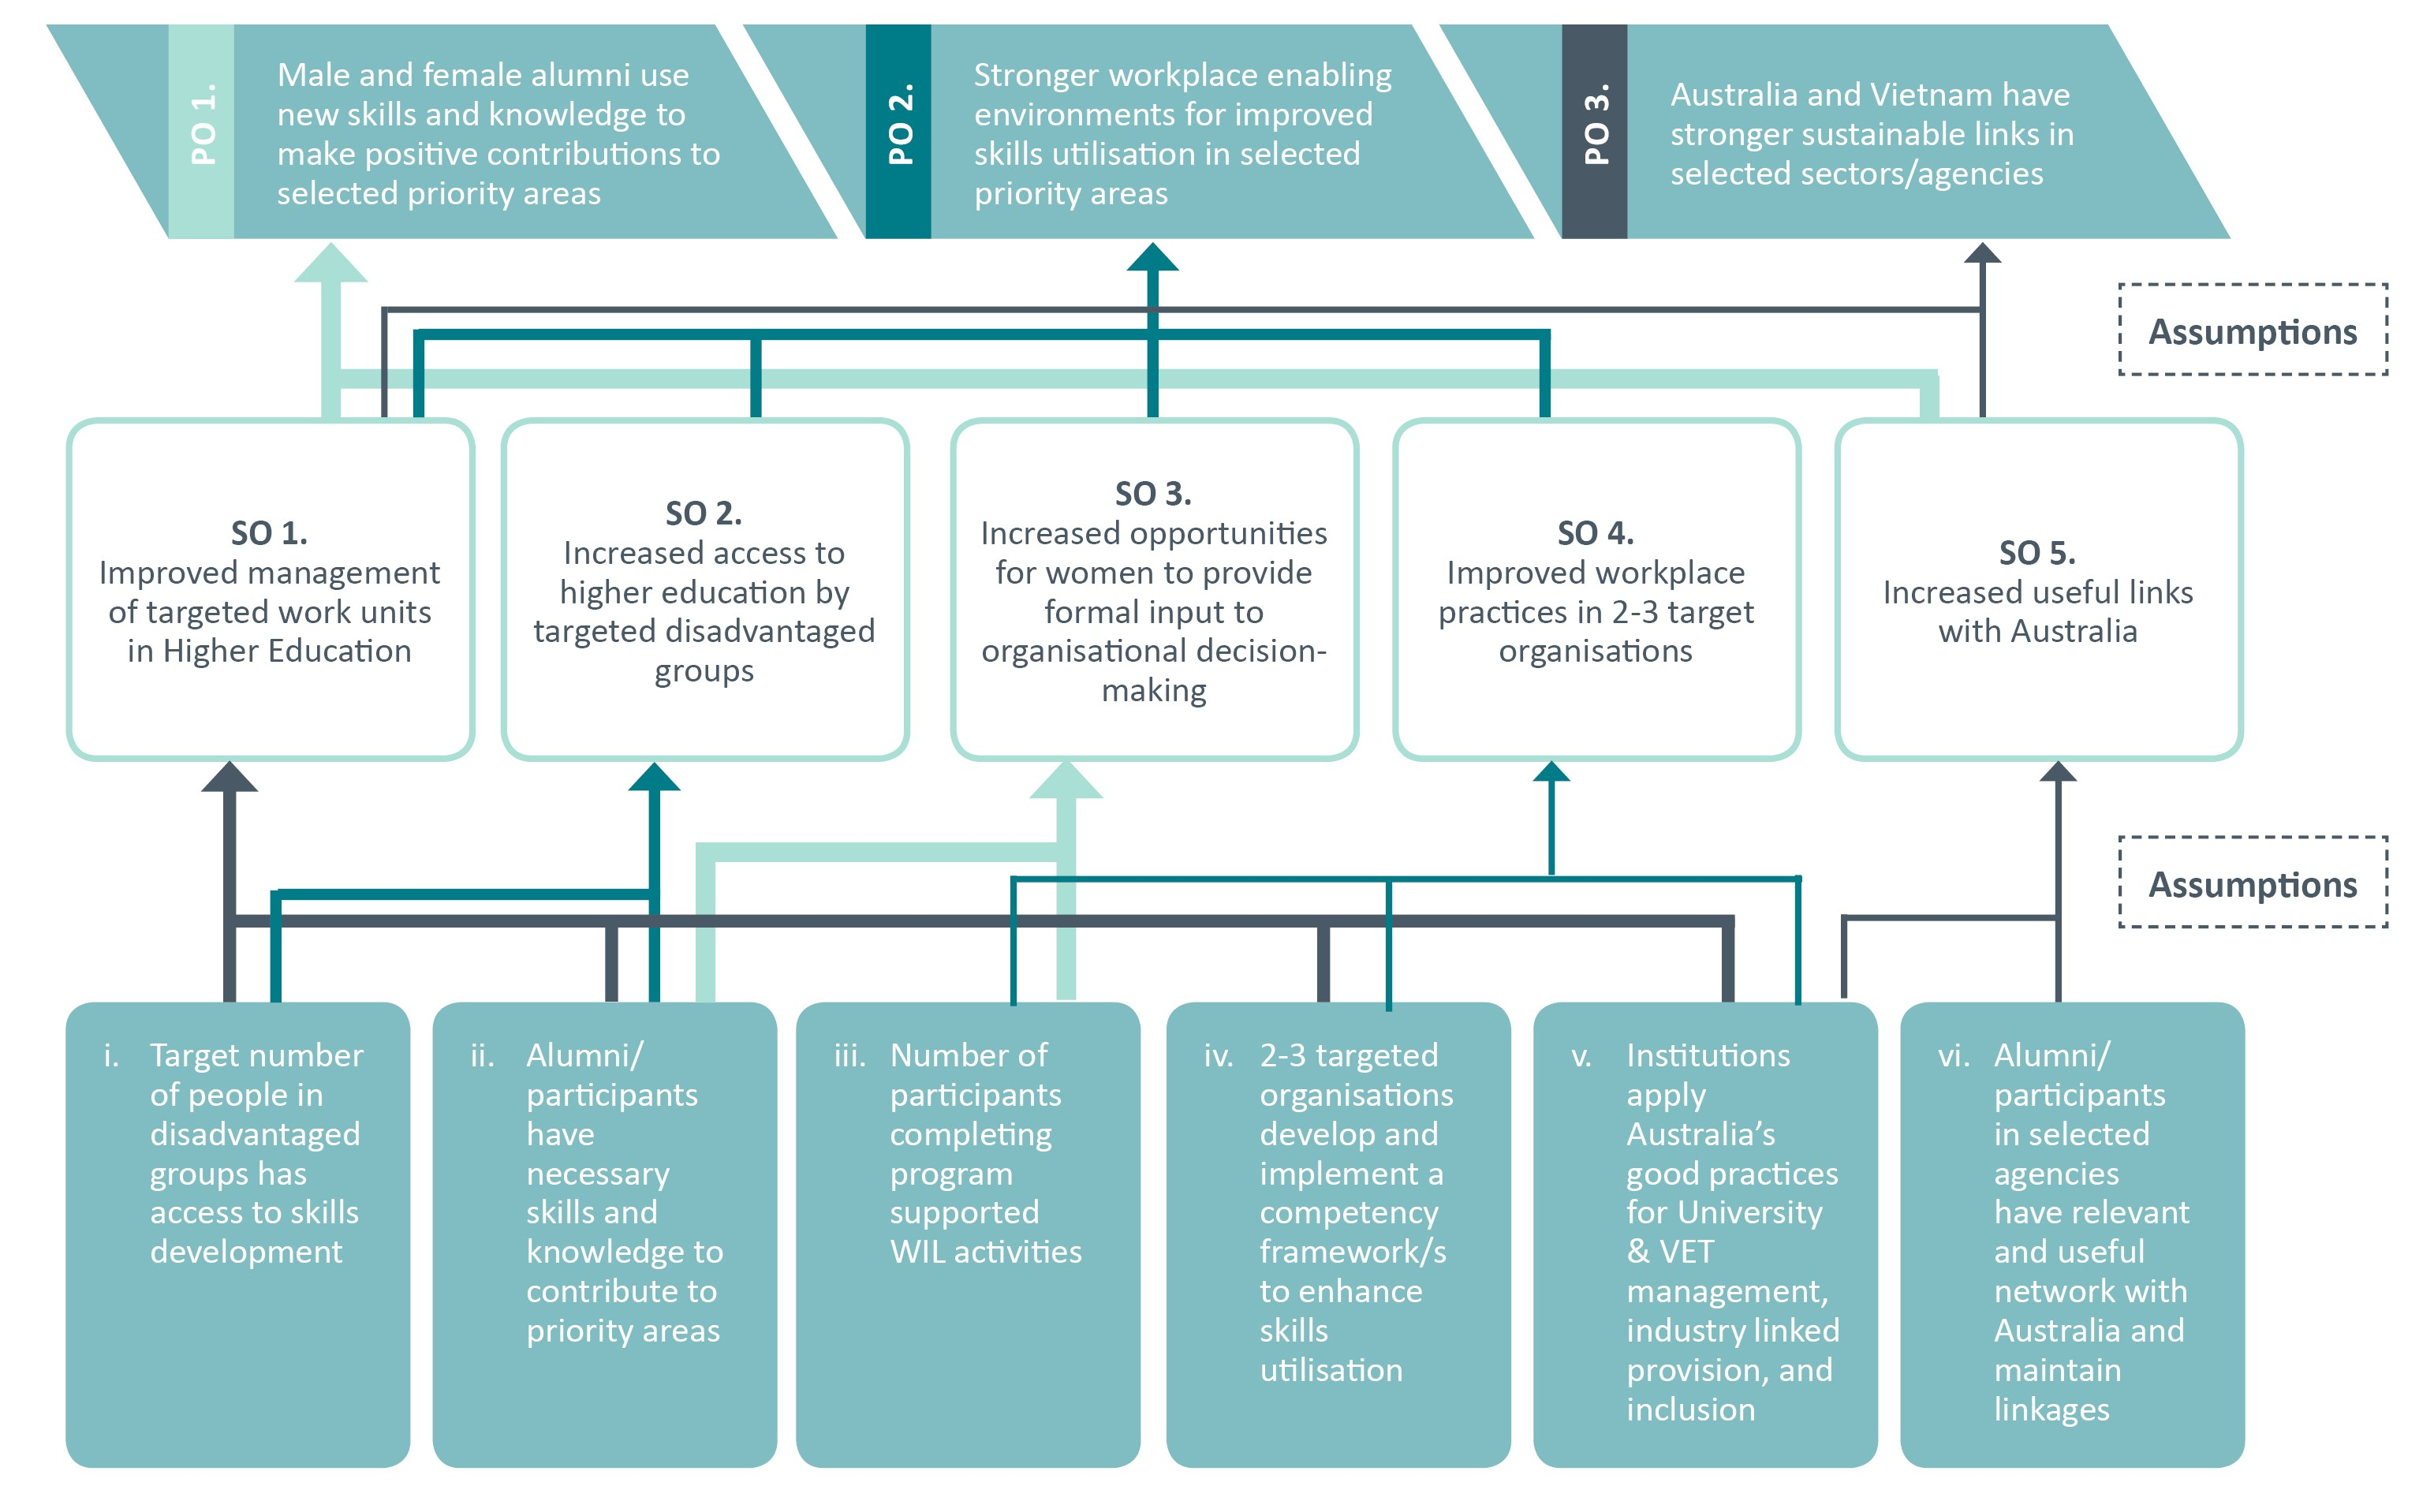 PO 1.
Male and female alumni use
new skills and knowledge to
make positive contributions to
selected priority areas
PO 2.
Stronger workplace enabling
environments for improved
skills utilisation in selected
priority areas
PO 3.
Australia and Vietnam have
stronger sustainable links in
selected sectors/agencies
Assumptions
SO 1.
Improved management
of targeted work units
in Higher Education
SO 2.
Increased access to
higher education by
targeted disadvantaged
groups
SO 3.
Increased opportunities
for women to provide
formal input to
organisational decision-
making
SO 4.
Improved workplace
practices in 2-3 target
organisations
SO 5.
Increased useful links
with Australia
Assumptions
i. Target number
of people in
disadvantaged
groups has
access to skills
development
ii. Alumni/
participants
have
necessary
skills and
knowledge to
contribute to
priority areas
iii. Number of
participants
completing
program
supported
WIL activities
iv. 2-3 targeted
organisations
develop and
implement a
competency
framework/s
to enhance
skills
utilisation
v. Institutions
apply
Australia’s
good practices
for University
& VET
management,
industry linked
provision, and
inclusion
vi. Alumni/
participants
in selected
agencies
have relevant
and useful
network with
Australia and
maintain
linkages